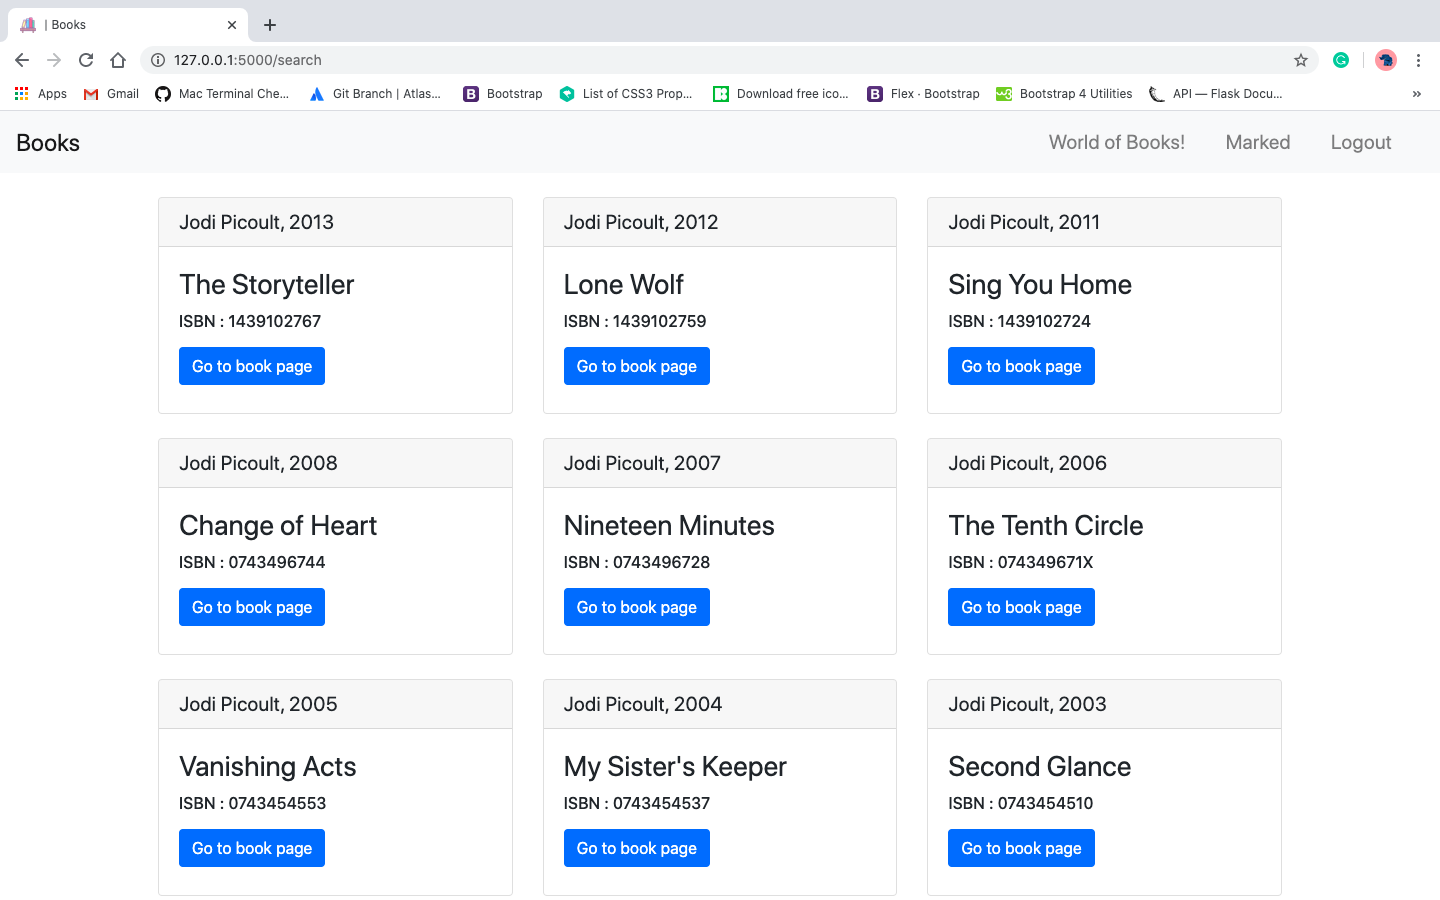 | Books
127.0.0.1:5000/search
Apps Gmail Mac Terminal Che... Git Branch | Atlas... Bootstrap List of CSS3 Prop... Download free ico... Flex · Bootstrap Bootstrap 4 Utilities API — Flask Docu... »
Books World of Books! Marked Logout
Jodi Picoult, 2013
The Storyteller
ISBN : 1439102767
Go to book page
Jodi Picoult, 2012
Lone Wolf
ISBN : 1439102759
Go to book page
Jodi Picoult, 2011
Sing You Home
ISBN : 1439102724
Go to book page
Jodi Picoult, 2008
Change of Heart
ISBN : 0743496744
Go to book page
Jodi Picoult, 2007
Nineteen Minutes
ISBN : 0743496728
Go to book page
Jodi Picoult, 2006
The Tenth Circle
ISBN : 074349671X
Go to book page
Jodi Picoult, 2005
Vanishing Acts
ISBN : 0743454553
Go to book page
Jodi Picoult, 2004
My Sister's Keeper
ISBN : 0743454537
Go to book page
Jodi Picoult, 2003
Second Glance
ISBN : 0743454510
Go to book page